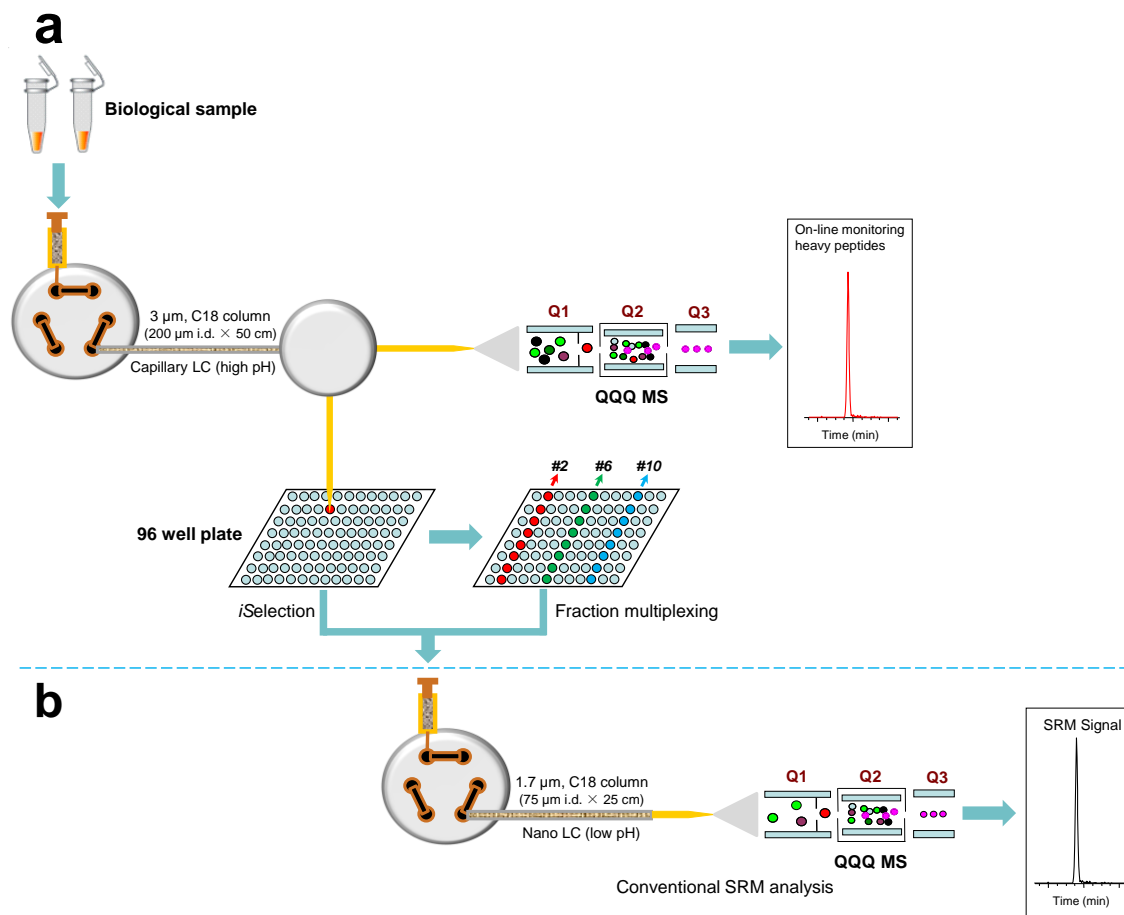 a
Biological sample
3 µm, C18 column
(200 µm i.d. × 50 cm)
Capillary LC (high pH)
Q1
Q2
Q3
QQQ MS
On-line monitoring
heavy peptides
Time (min)
#2
#6
#10
96 well plate
iSelection
Fraction multiplexing
b
1.7 µm, C18 column
(75 µm i.d. × 25 cm)
Nano LC (low pH)
Q1
Q2
Q3
QQQ MS
Conventional SRM analysis
SRM Signal
Time (min)